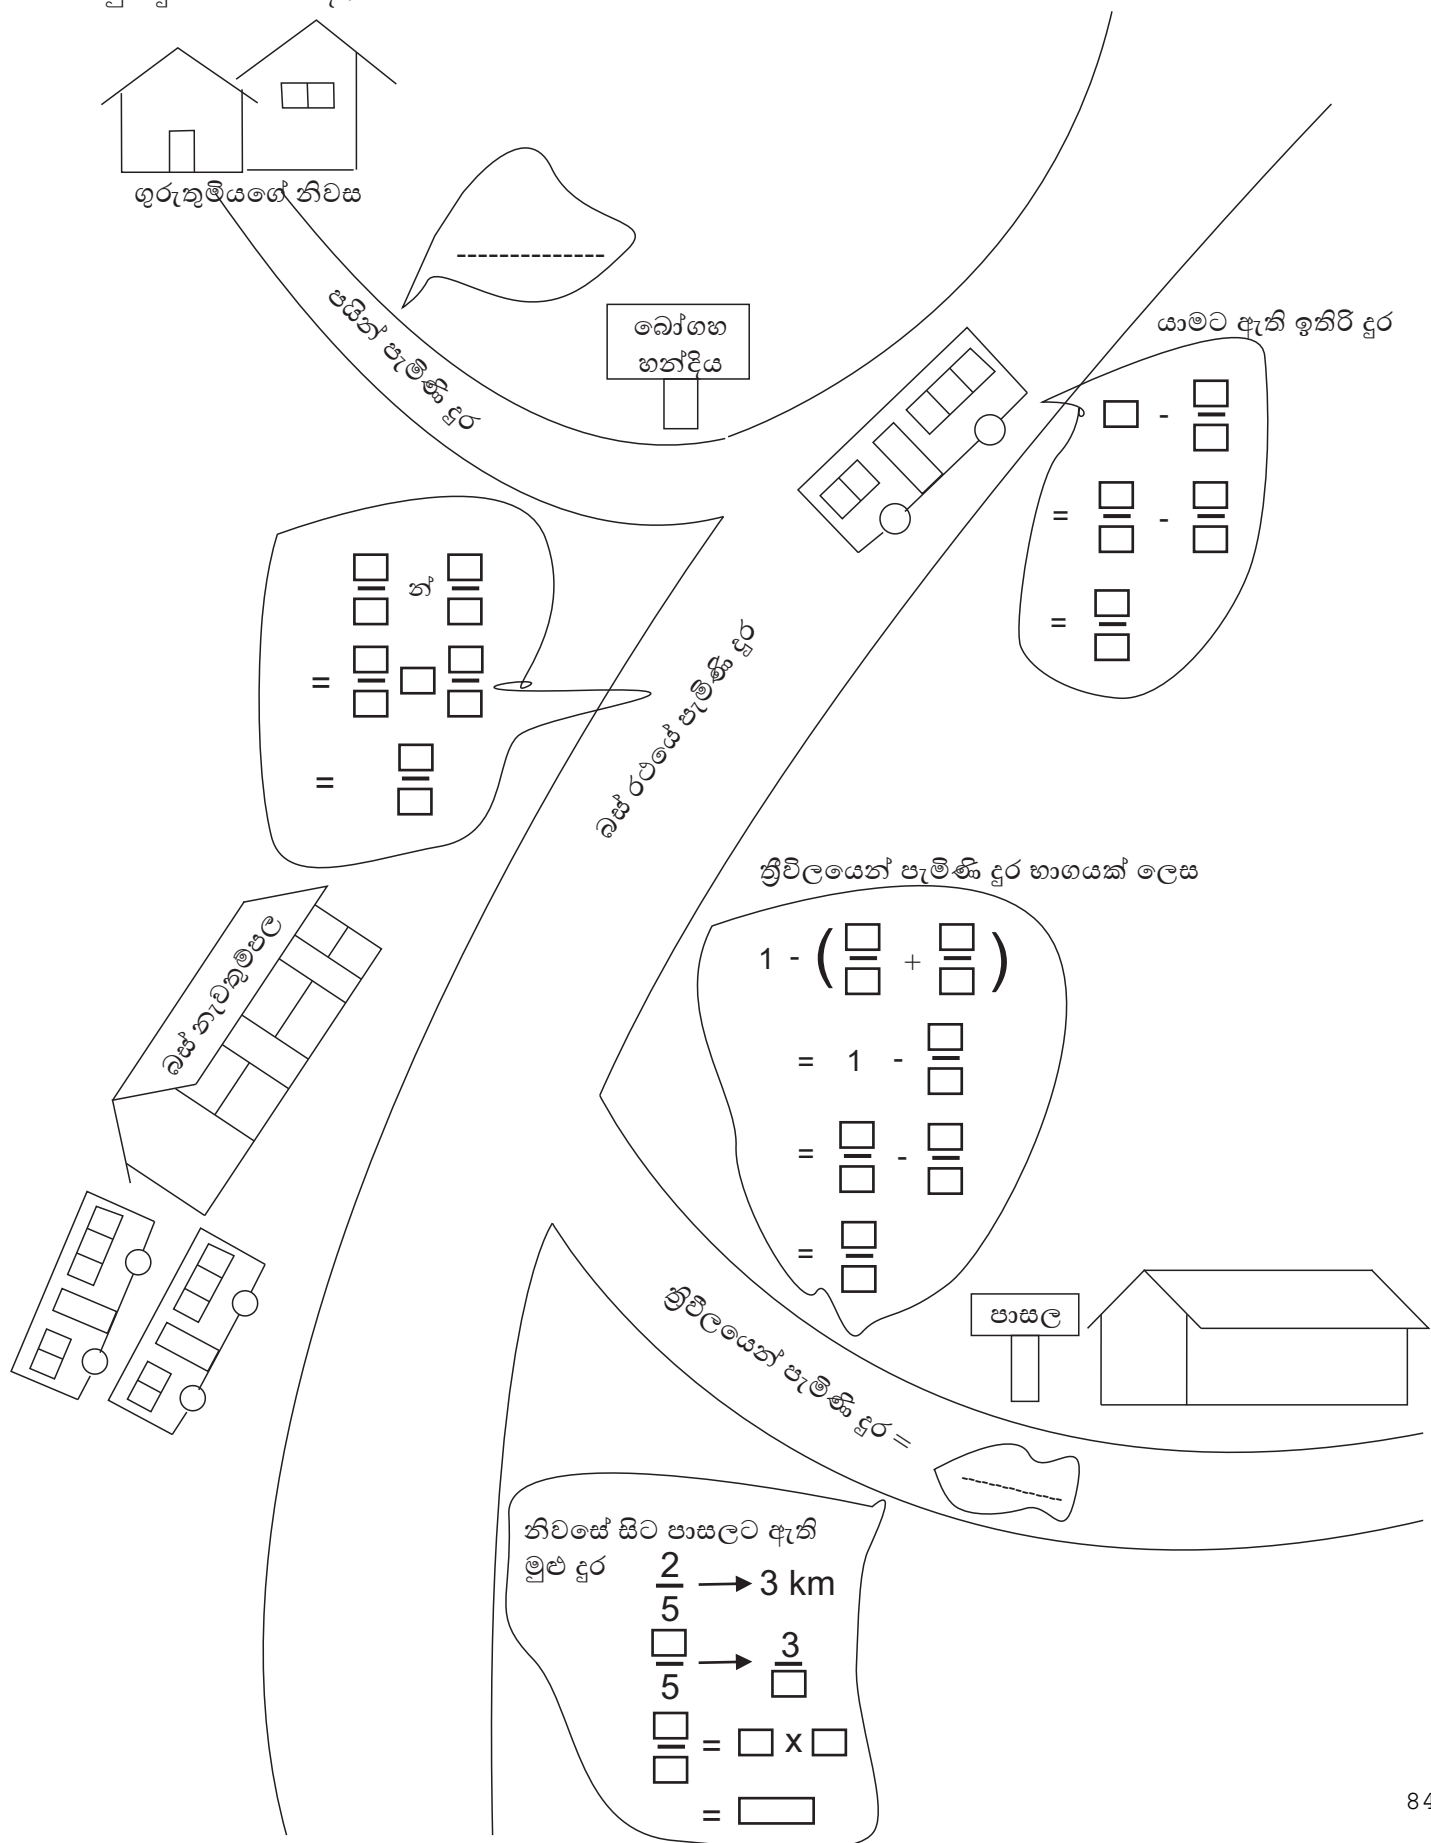 ගුරුතුමියගේ නිවස
--------------
පයින් පැමිණි දුර
බෝගහ
හන්දිය
යාමට ඇති ඉතිරි දුර
□ - □/□
= □/□ - □/□
= □/□
□/□ න් □/□
= □/□ □ □/□
= □/□
බස් රථයේ පැමිණි දුර
ත්‍රීවිලයෙන් පැමිණි දුර භාගයක් ලෙස
1 - ( □/□ + □/□ )
= 1 - □/□
= □/□ - □/□
= □/□
බස් නැවතුම්පල
පාසල
ත්‍රීවීලයෙන් පැමිණි දුර = --------------
නිවසේ සිට පාසලට ඇති
මුළු දුර
2/5 → 3 km
□/5 → 3/□
□/□ = □ x □
= □
84